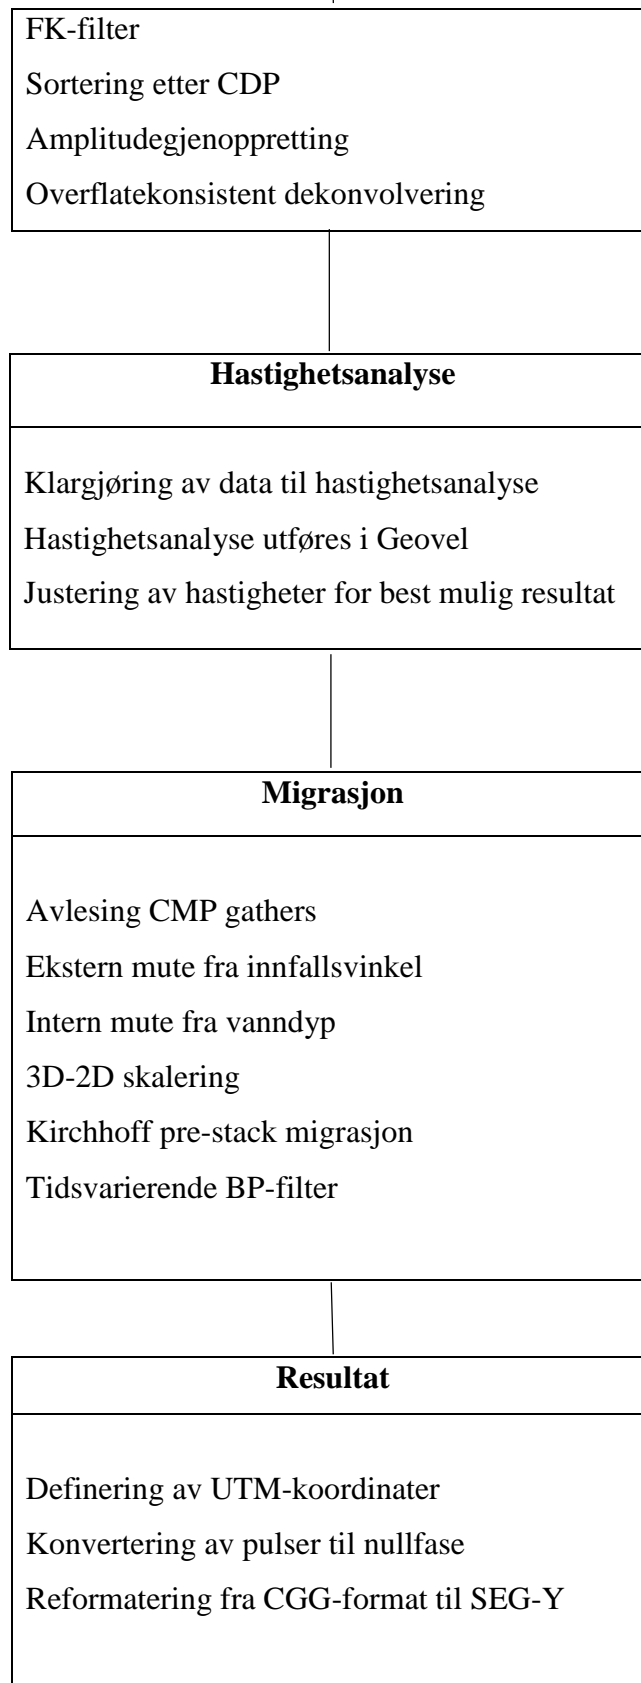 FK-filter
Sortering etter CDP
Amplitudegjenoppretting
Overflatekonsistent dekonvolvering
Hastighetsanalyse
Klargjøring av data til hastighetsanalyse
Hastighetsanalyse utføres i Geovel
Justering av hastigheter for best mulig resultat
Migrasjon
Avlesing CMP gathers
Ekstern mute fra innfallsvinkel
Intern mute fra vanndyp
3D-2D skalering
Kirchhoff pre-stack migrasjon
Tidsvarierende BP-filter
Resultat
Definering av UTM-koordinater
Konvertering av pulser til nullfase
Reformatering fra CGG-format til SEG-Y